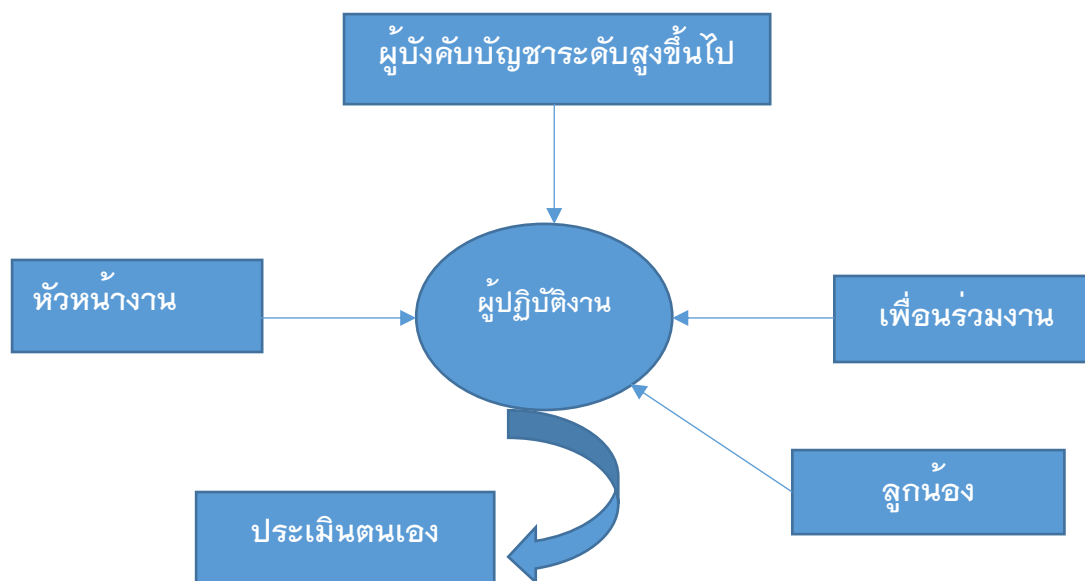 ผู้บังคับบัญชาระดับสูงขึ้นไป
หัวหน้างาน
ผู้ปฏิบัติงาน
เพื่อนร่วมงาน
ลูกน้อง
ประเมินตนเอง